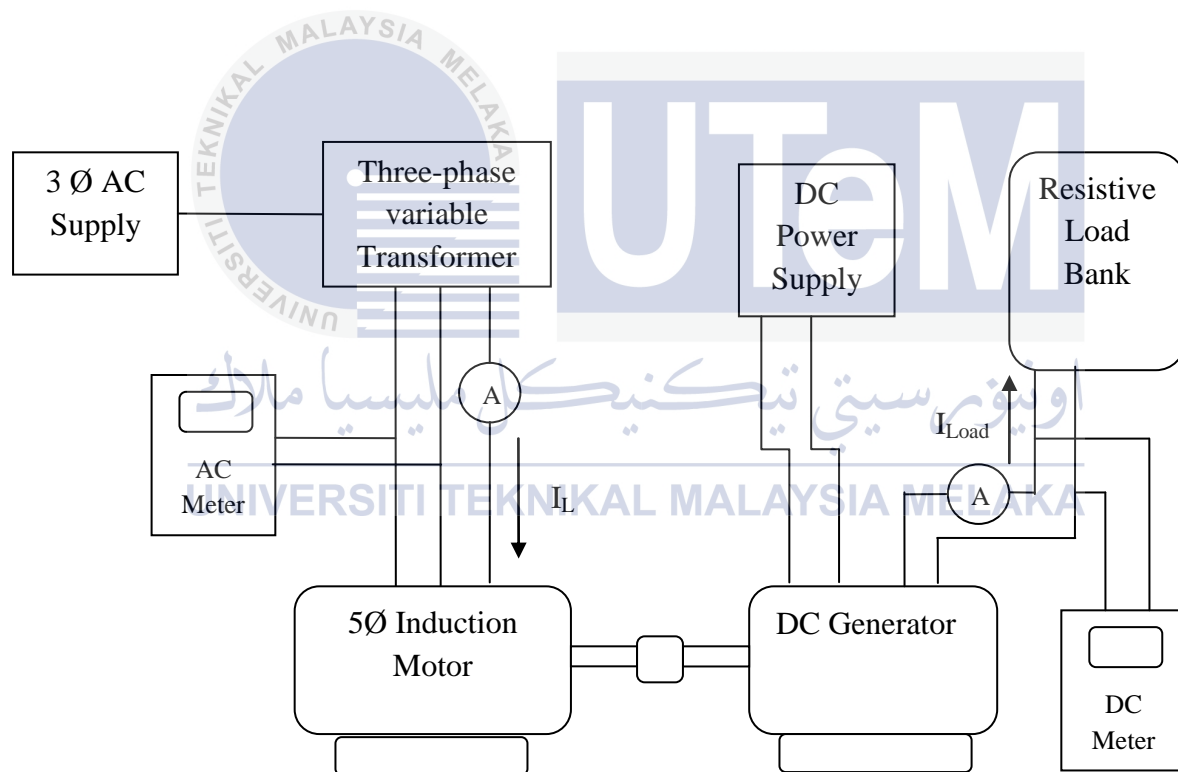 UNIVERSITI TEKNIKAL MALAYSIA MELAKA
UTeM
3 Ø AC
Supply
Three-phase
variable
Transformer
DC
Power
Supply
Resistive
Load
Bank
A
اونيۏرسيتي تيكنيكل مليسيا ملاك
I_Load
AC
Meter
UNIVERSITI TEKNIKAL MALAYSIA MELAKA
I_L
A
5Ø Induction
Motor
DC Generator
DC
Meter